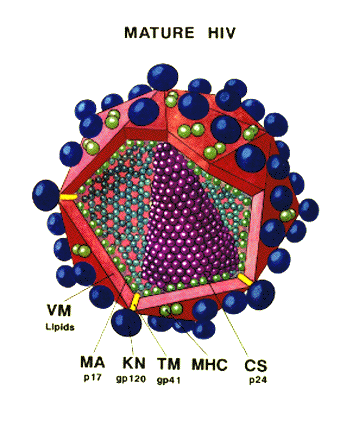 MATURE HIV
VM
Lipids
MA KN TM MHC CS
p17 gp120 gp41 p24